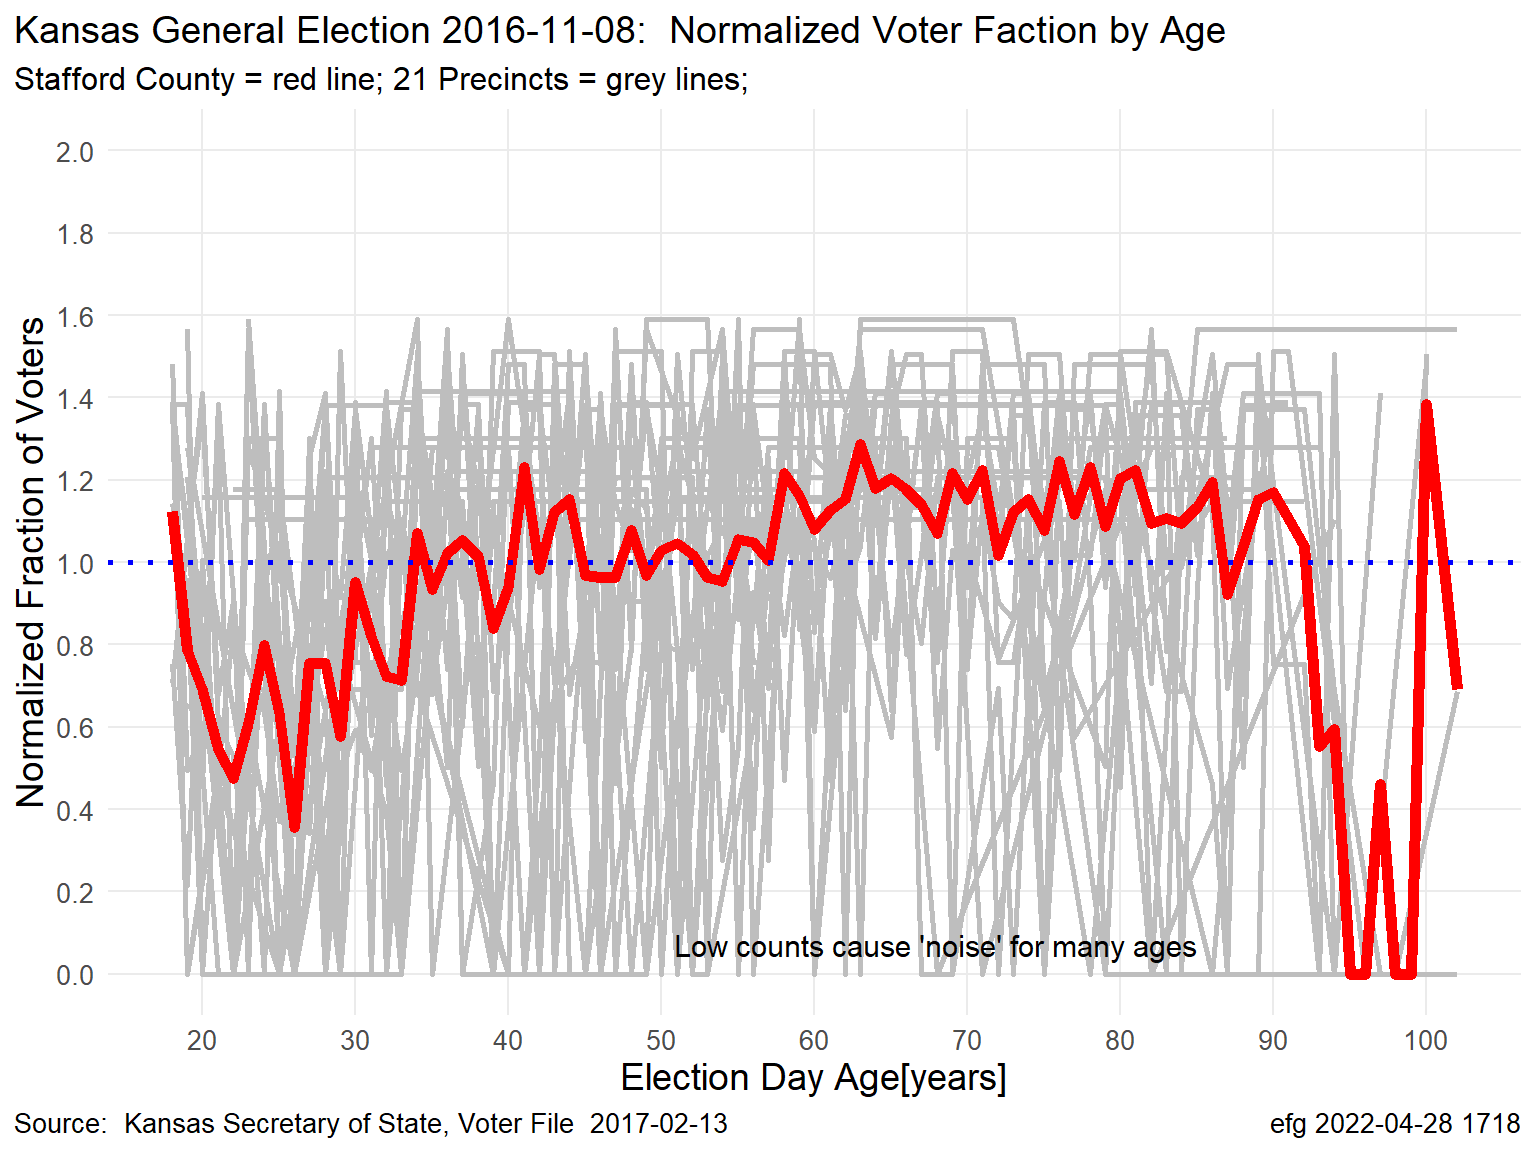 Kansas General Election 2016-11-08:  Normalized Voter Faction by Age
Stafford County = red line; 21 Precincts = grey lines;
Normalized Fraction of Voters
2.0
1.8
1.6
1.4
1.2
1.0
0.8
0.6
0.4
0.2
0.0
Low counts cause 'noise' for many ages
20 30 40 50 60 70 80 90 100
Election Day Age[years]
Source:  Kansas Secretary of State, Voter File  2017-02-13
efg 2022-04-28 1718